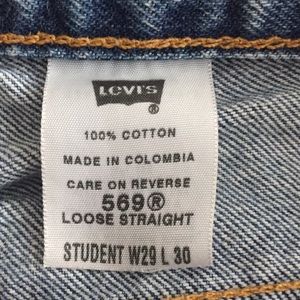 LEVI'S
®
100% COTTON
MADE IN COLOMBIA
CARE ON REVERSE
569®
LOOSE STRAIGHT
STUDENT W29 L 30